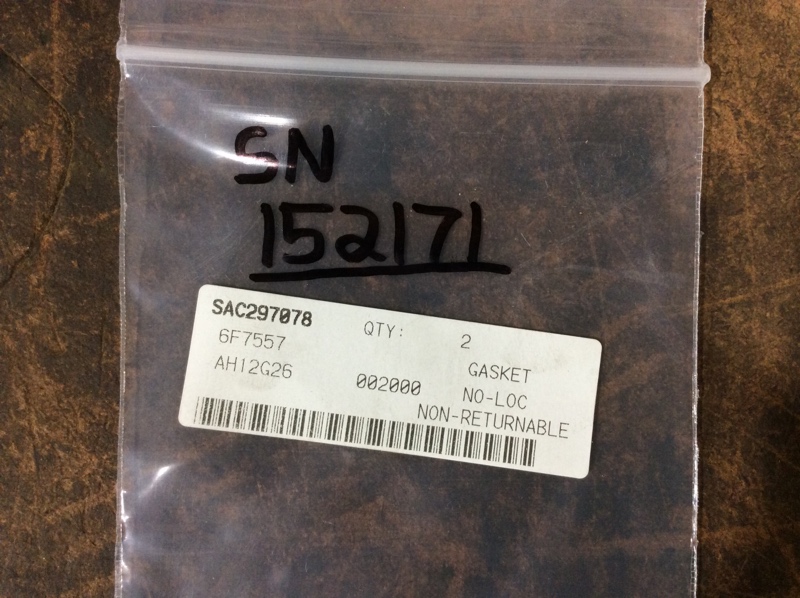 SN
152171
SAC297078 QTY: 2
6F7557 GASKET
AH12G26 002000 NO-LOC
NON-RETURNABLE